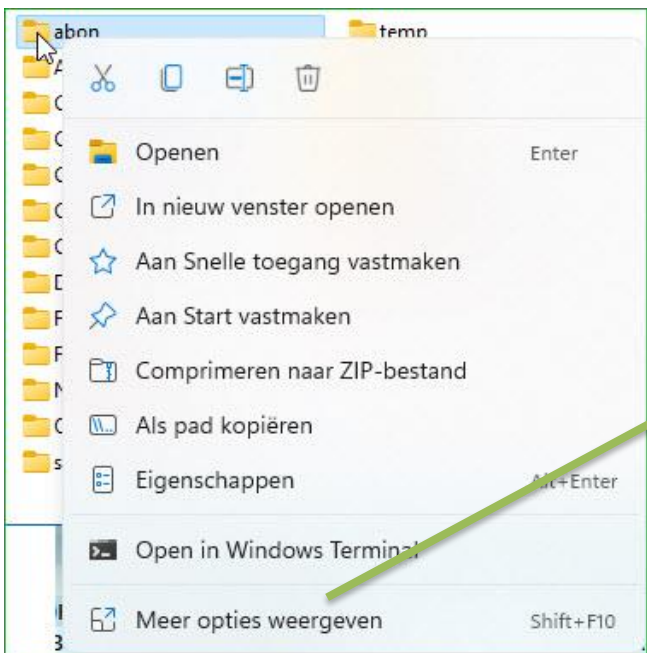 abon
temp
Openen Enter
In nieuw venster openen
Aan Snelle toegang vastmaken
Aan Start vastmaken
Comprimeren naar ZIP-bestand
Als pad kopiëren
Eigenschappen Alt+Enter
Open in Windows Terminal
Meer opties weergeven Shift+F10